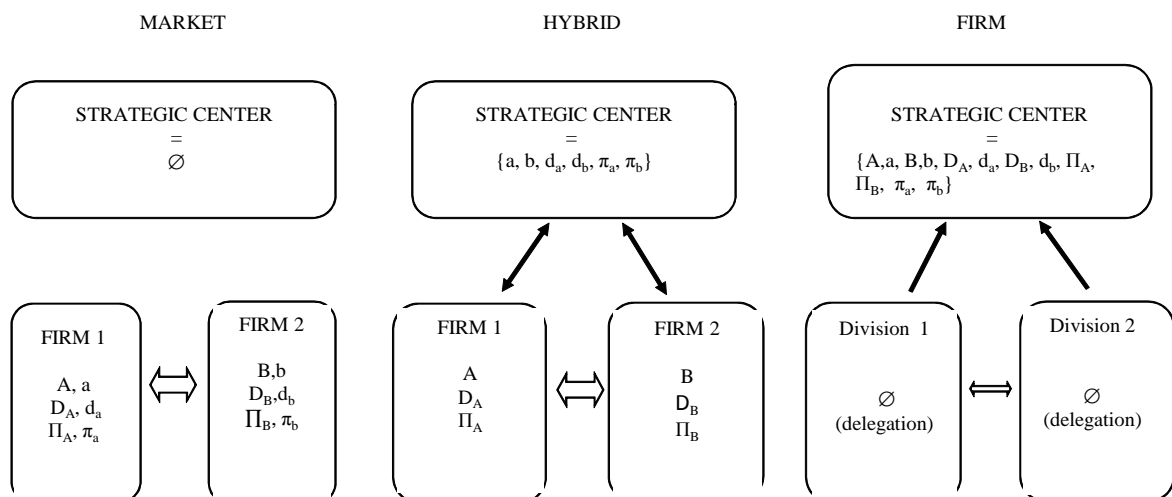 MARKET
STRATEGIC CENTER
=
∅
FIRM 1
A, a
D_A, d_a
Π_A, π_a
FIRM 2
B,b
D_B,d_b
Π_B, π_b
HYBRID
STRATEGIC CENTER
=
{a, b, d_a, d_b, π_a, π_b}
FIRM 1
A
D_A
Π_A
FIRM 2
B
D_B
Π_B
FIRM
STRATEGIC CENTER
=
{A,a, B,b, D_A, d_a, D_B, d_b, Π_A,
Π_B, π_a, π_b}
Division 1
∅
(delegation)
Division 2
∅
(delegation)